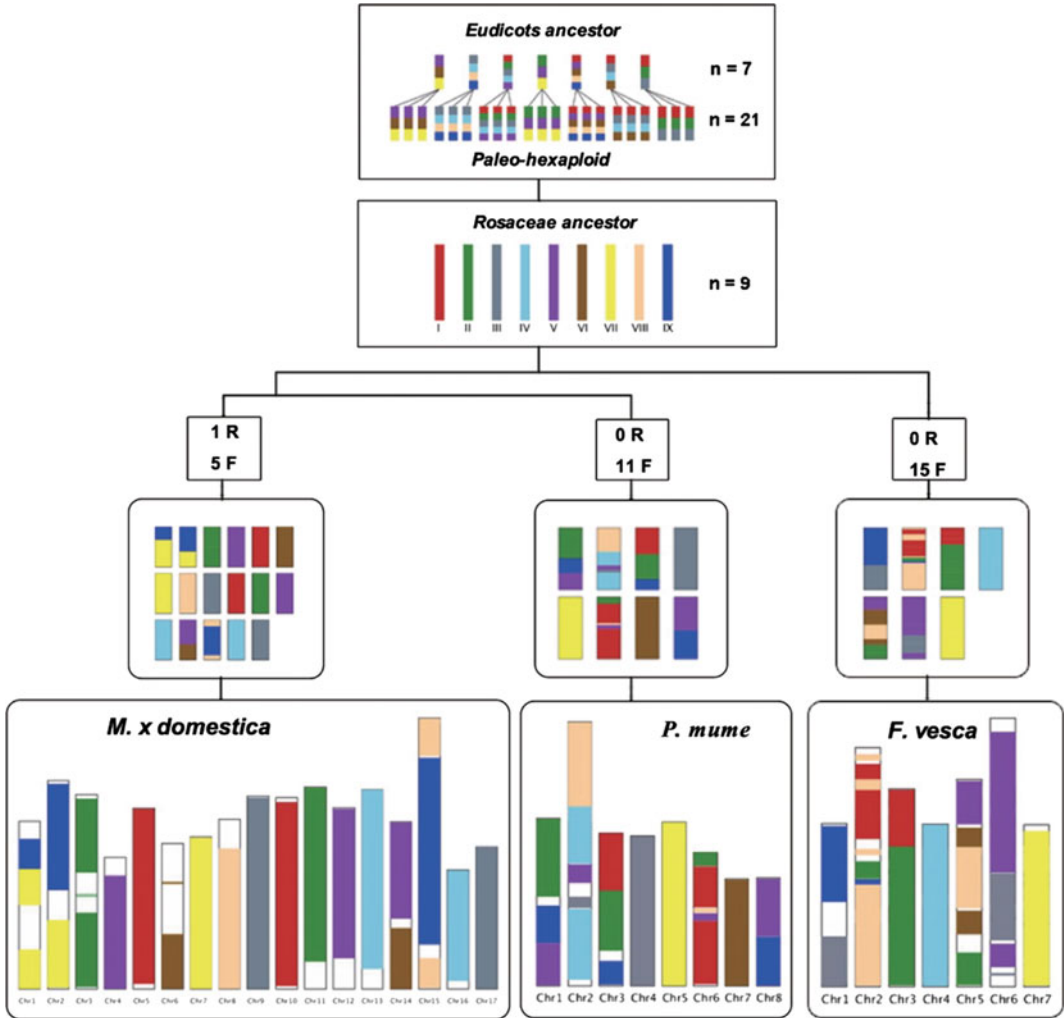 Eudicots ancestor
n = 7
n = 21
Paleo-hexaploid
Rosaceae ancestor
n = 9
I II III IV V VI VII VIII IX
1 R
5 F
0 R
11 F
0 R
15 F
M. x domestica
Chr1 Chr2 Chr3 Chr4 Chr5 Chr6 Chr7 Chr8 Chr9 Chr10 Chr11 Chr12 Chr13 Chr14 Chr15 Chr16 Chr17
P. mume
Chr1 Chr2 Chr3 Chr4 Chr5 Chr6 Chr7 Chr8
F. vesca
Chr1 Chr2 Chr3 Chr4 Chr5 Chr6 Chr7